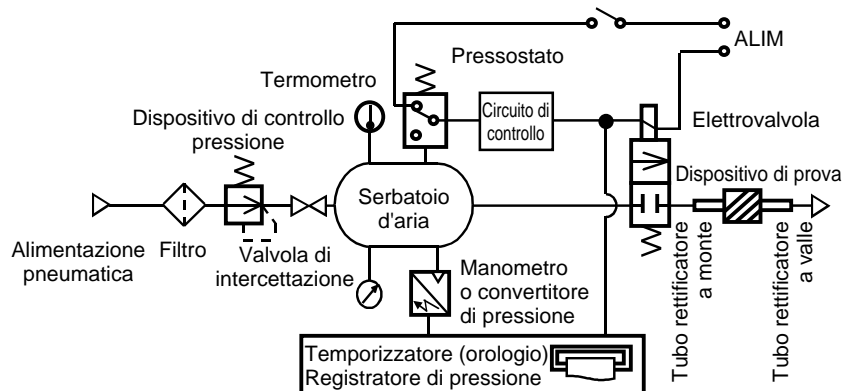 ALIM
Pressostato
Termometro
Dispositivo di controllo
pressione
Circuito di
controllo
Elettrovalvola
Dispositivo di prova
Serbatoio
d'aria
Alimentazione
pneumatica
Filtro
Valvola di
intercettazione
Manometro
o convertitore
di pressione
Tubo rettificatore
a monte
Tubo rettificatore
a valle
Temporizzatore (orologio)
Registratore di pressione